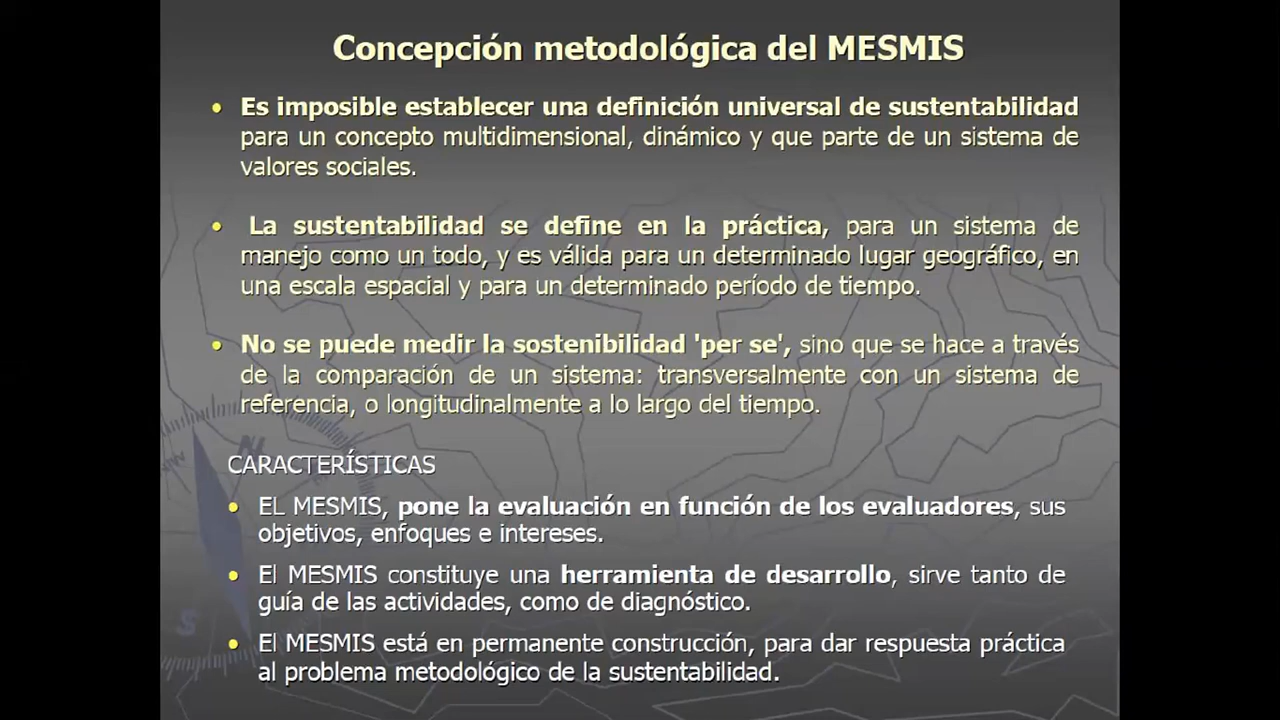 Concepción metodológica del MESMIS
• Es imposible establecer una definición universal de sustentabilidad
para un concepto multidimensional, dinámico y que parte de un sistema de
valores sociales.
• La sustentabilidad se define en la práctica, para un sistema de
manejo como un todo, y es válida para un determinado lugar geográfico, en
una escala espacial y para un determinado período de tiempo.
• No se puede medir la sostenibilidad 'per se', sino que se hace a través
de la comparación de un sistema: transversalmente con un sistema de
referencia, o longitudinalmente a lo largo del tiempo.
CARACTERÍSTICAS
• EL MESMIS, pone la evaluación en función de los evaluadores, sus
objetivos, enfoques e intereses.
• El MESMIS constituye una herramienta de desarrollo, sirve tanto de
guía de las actividades, como de diagnóstico.
• El MESMIS está en permanente construcción, para dar respuesta práctica
al problema metodológico de la sustentabilidad.
N
S